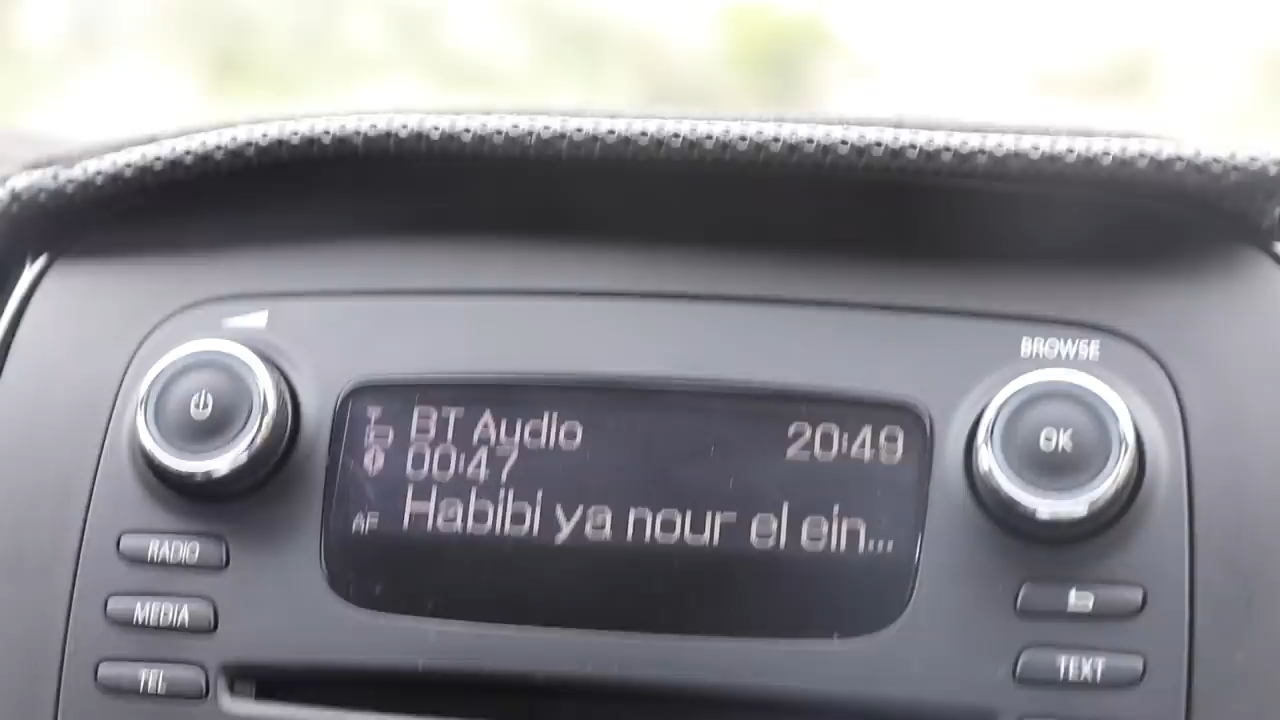 BROWSE
BT Audio 20:49
00:47
AF Habibi ya nour el ein...
OK
RADIO
MEDIA
TEL
TEXT